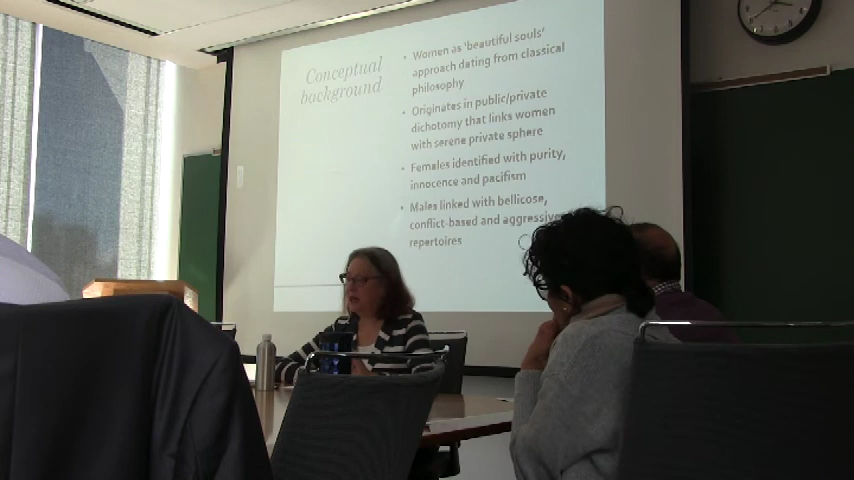 Conceptual
background
• Women as 'beautiful souls'
approach dating from classical
philosophy
• Originates in public/private
dichotomy that links women
with serene private sphere
• Females identified with purity,
innocence and pacifism
• Males linked with bellicose,
conflict-based and aggressive
repertoires